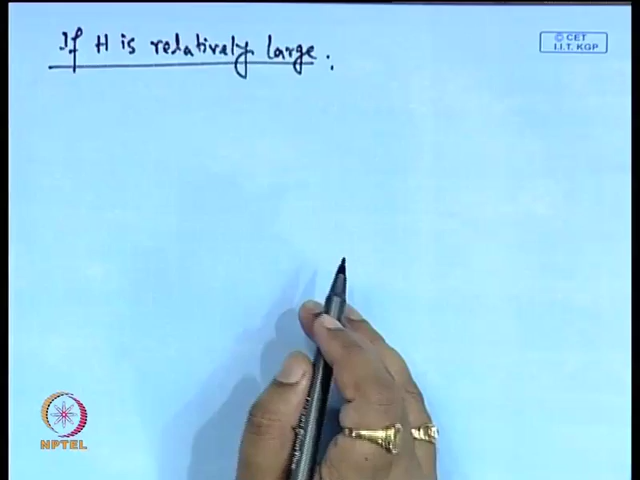 If H is relatively large :
© CET
I.I.T. KGP
NPTEL